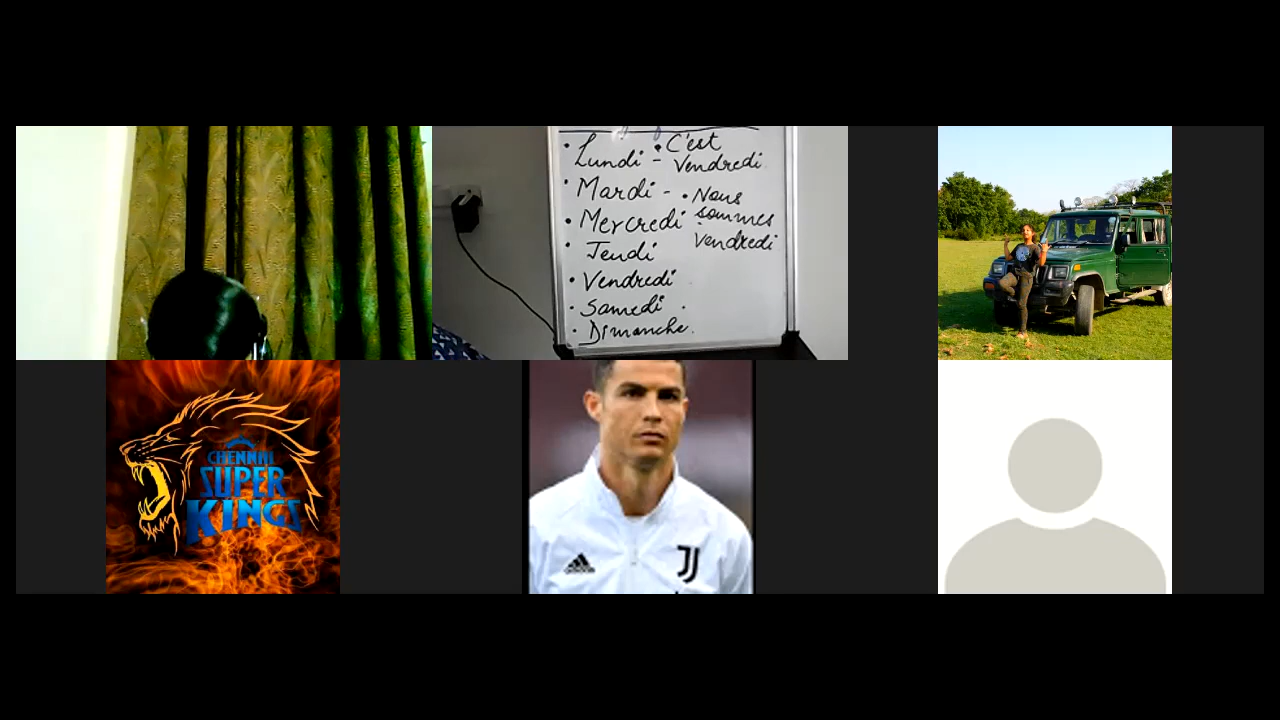 Lundi -
Mardi -
Mercredi
Jeudi
Vendredi
Samedi
Dimanche.
• C'est
Vendredi
• Nous
sommes
vendredi
CHENNAI
SUPER
KINGS